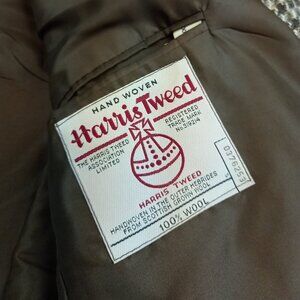 HAND WOVEN
Harris Tweed
THE HARRIS TWEED
ASSOCIATION
LIMITED
REGISTERED
TRADE MARK
No 319214
HARRIS TWEED
HANDWOVEN IN THE OUTER HEBRIDES
FROM SCOTTISH GROWN WOOL
100% WOOL